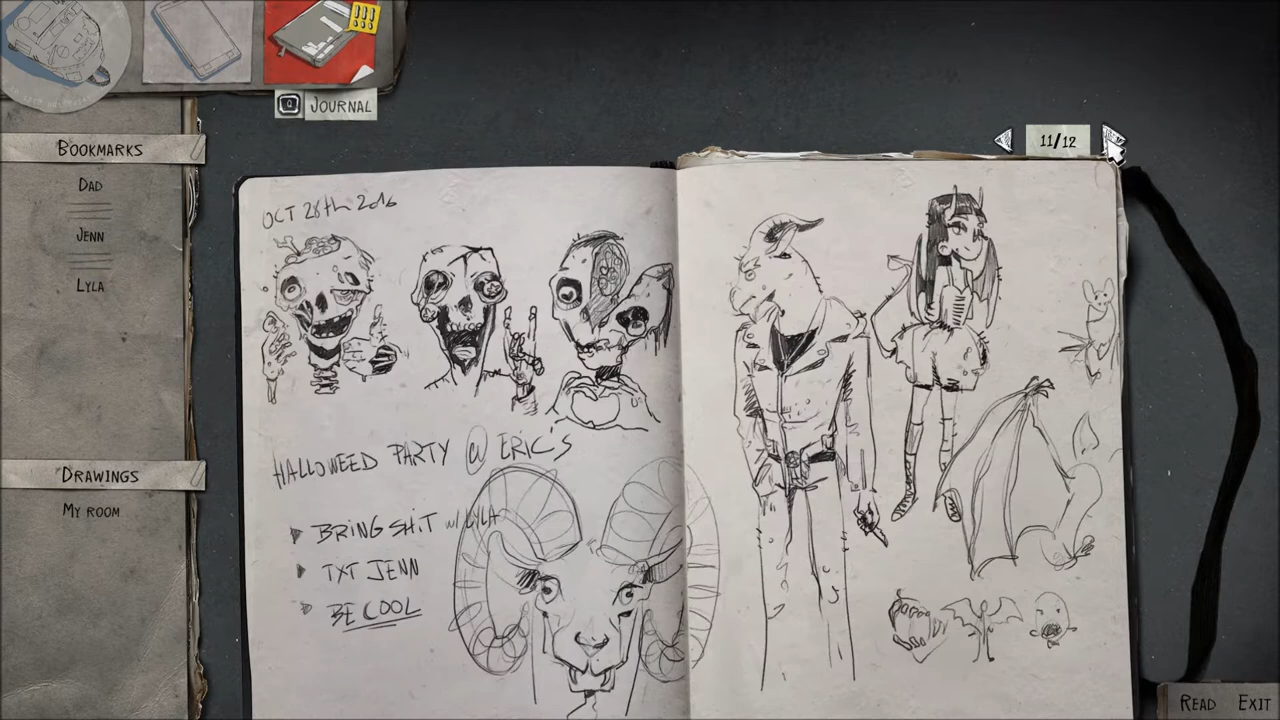 JOURNAL
BOOKMARKS
DAD
JENN
LYLA
DRAWINGS
MY ROOM
11/12
OCT 28th 2016
HALLOWEED PARTY @ ERIC'S
BRING SHIT w/ LYLA
TXT JENN
BE COOL
READ EXIT